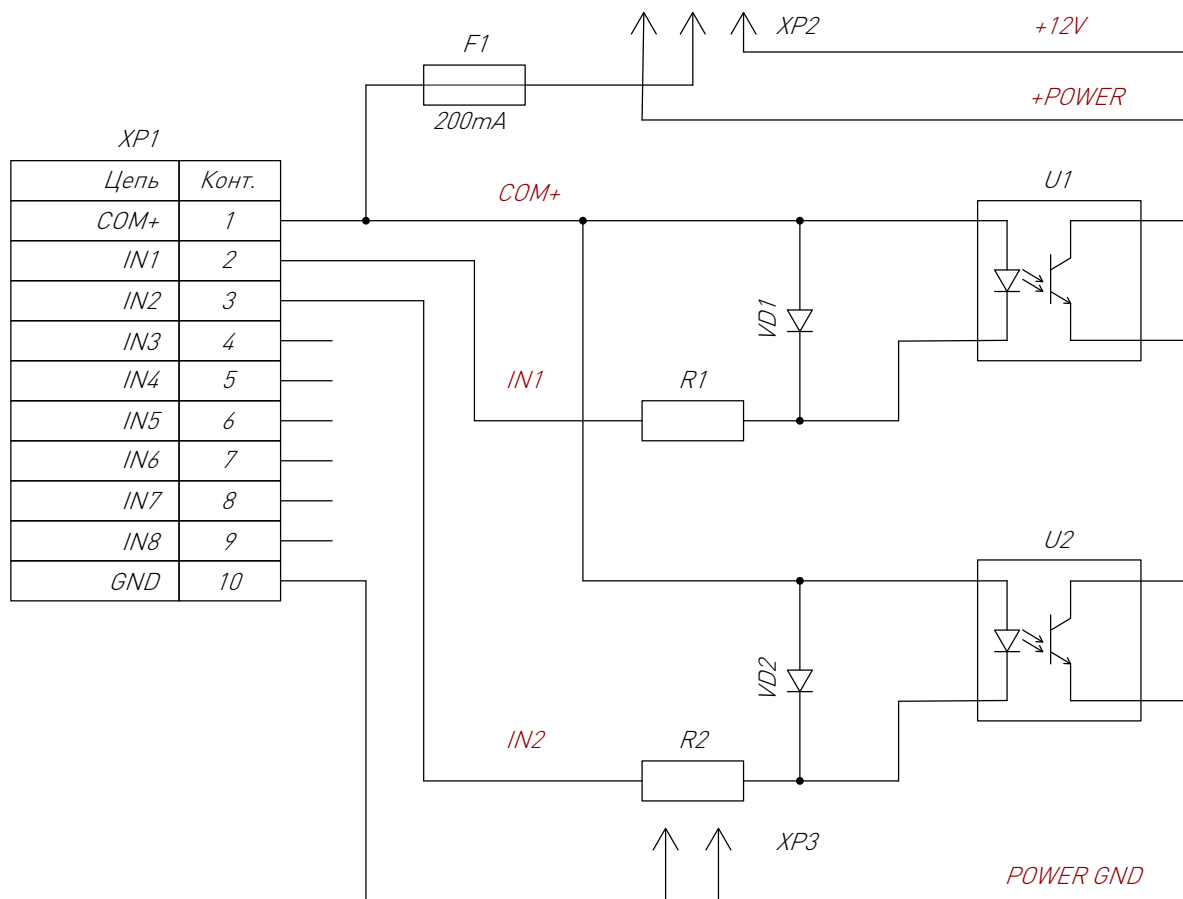 XP2
+12V
F1
+POWER
200mA
XP1
Цепь Конт.
COM+ 1
IN1 2
IN2 3
IN3 4
IN4 5
IN5 6
IN6 7
IN7 8
IN8 9
GND 10
COM+
U1
VD1
IN1
R1
U2
VD2
IN2
R2
XP3
POWER GND